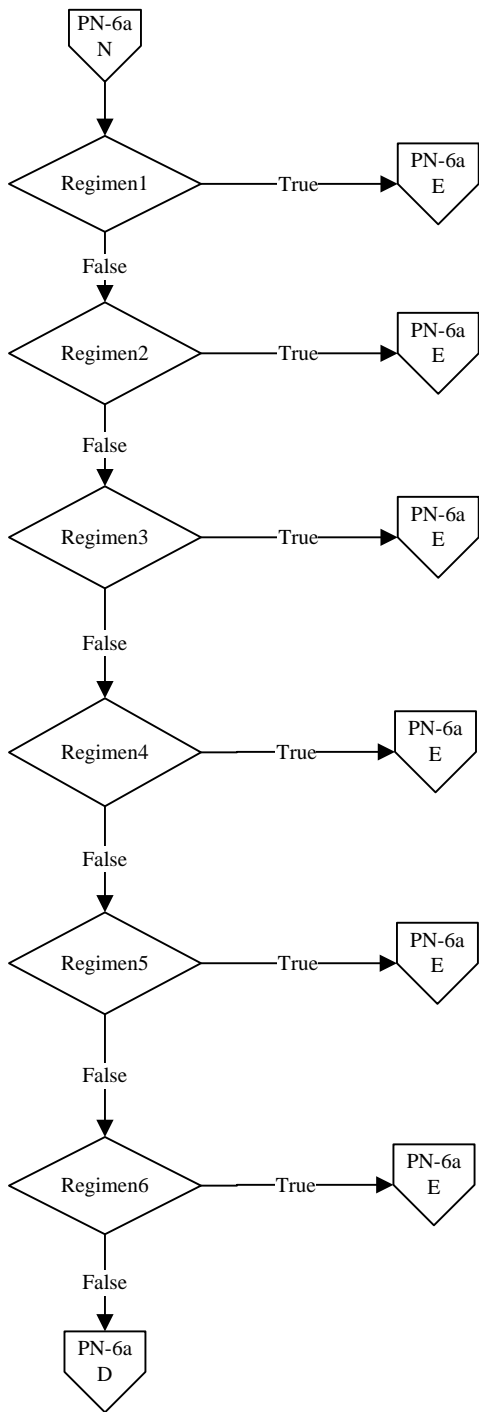 PN-6a
N
Regimen1
True
PN-6a
E
False
Regimen2
True
PN-6a
E
False
Regimen3
True
PN-6a
E
False
Regimen4
True
PN-6a
E
False
Regimen5
True
PN-6a
E
False
Regimen6
True
PN-6a
E
False
PN-6a
D